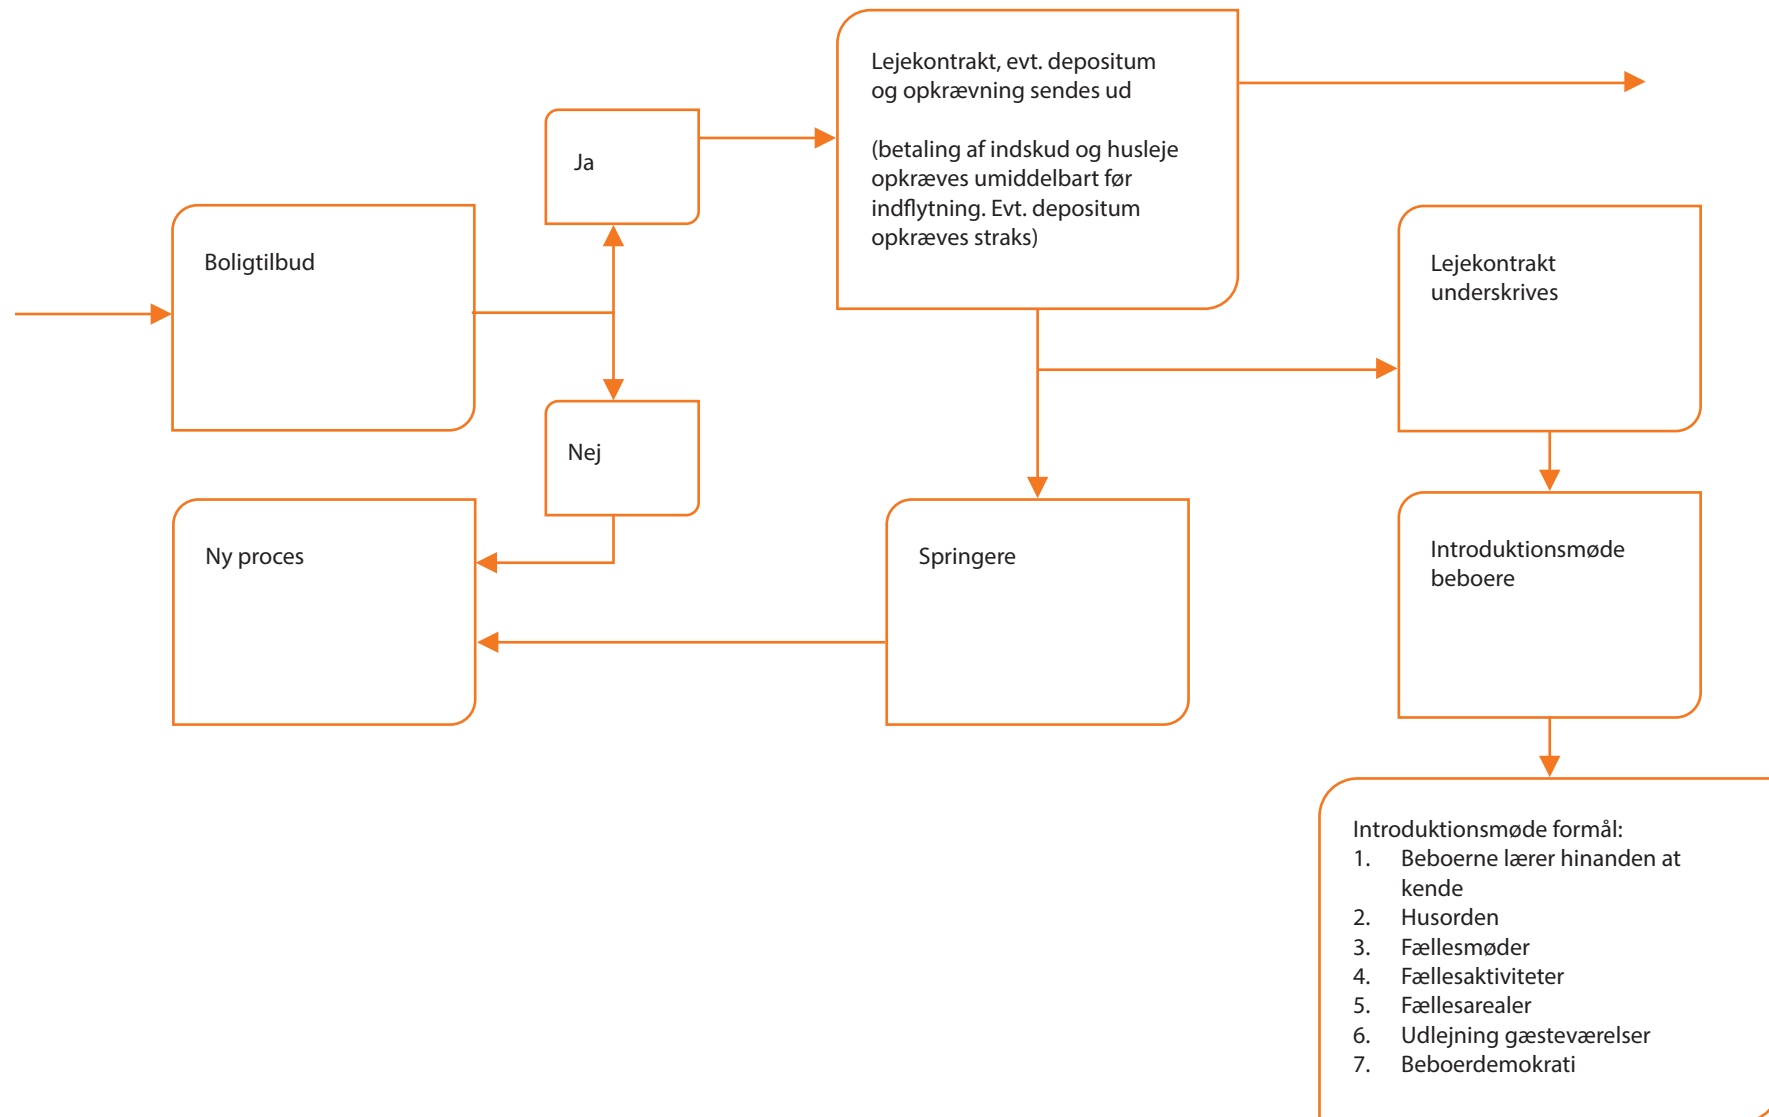 Boligtilbud
Ja
Nej
Ny proces
Lejekontrakt, evt. depositum
og opkrævning sendes ud
(betaling af indskud og husleje
opkræves umiddelbart før
indflytning. Evt. depositum
opkræves straks)
Springere
Lejekontrakt
underskrives
Introduktionsmøde
beboere
Introduktionsmøde formål:
1. Beboerne lærer hinanden at
kende
2. Husorden
3. Fællesmøder
4. Fællesaktiviteter
5. Fællesarealer
6. Udlejning gæsteværelser
7. Beboerdemokrati